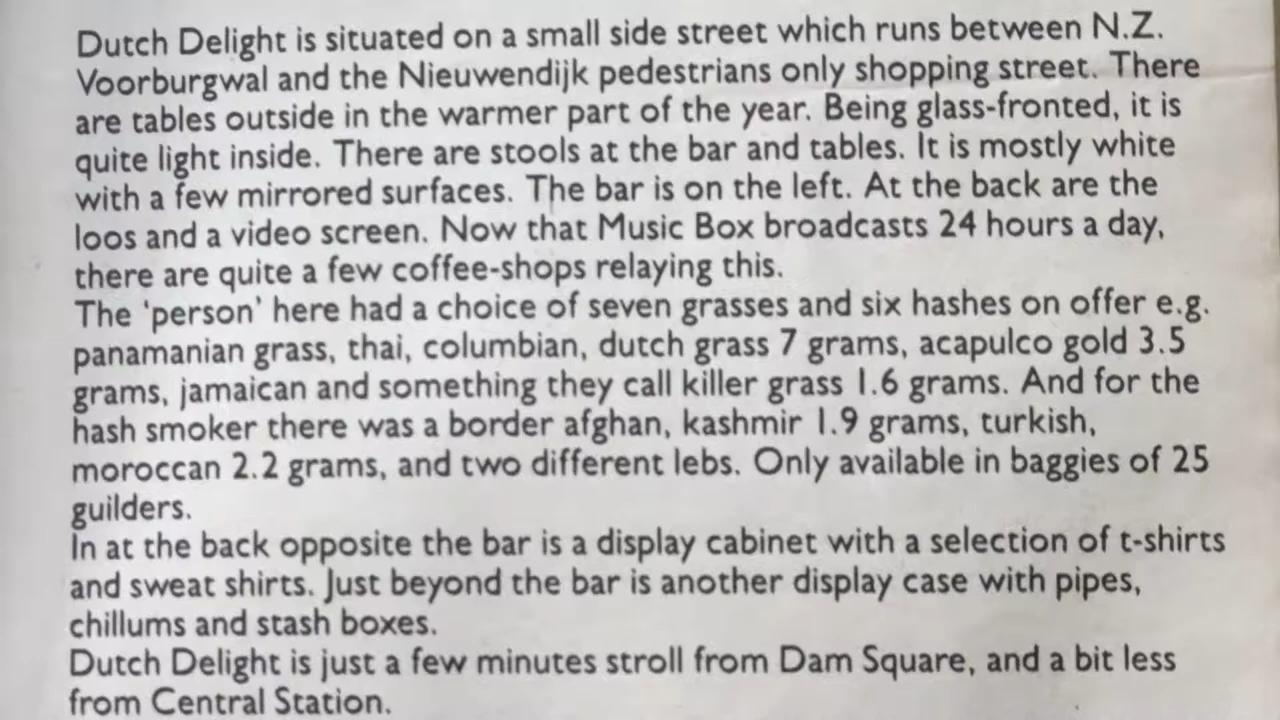 Dutch Delight is situated on a small side street which runs between N.Z.
Voorburgwal and the Nieuwendijk pedestrians only shopping street. There
are tables outside in the warmer part of the year. Being glass-fronted, it is
quite light inside. There are stools at the bar and tables. It is mostly white
with a few mirrored surfaces. The bar is on the left. At the back are the
loos and a video screen. Now that Music Box broadcasts 24 hours a day,
there are quite a few coffee-shops relaying this.
The ‘person’ here had a choice of seven grasses and six hashes on offer e.g.
panamanian grass, thai, columbian, dutch grass 7 grams, acapulco gold 3.5
grams, jamaican and something they call killer grass 1.6 grams. And for the
hash smoker there was a border afghan, kashmir 1.9 grams, turkish,
moroccan 2.2 grams, and two different lebs. Only available in baggies of 25
guilders.
In at the back opposite the bar is a display cabinet with a selection of t-shirts
and sweat shirts. Just beyond the bar is another display case with pipes,
chillums and stash boxes.
Dutch Delight is just a few minutes stroll from Dam Square, and a bit less
from Central Station.